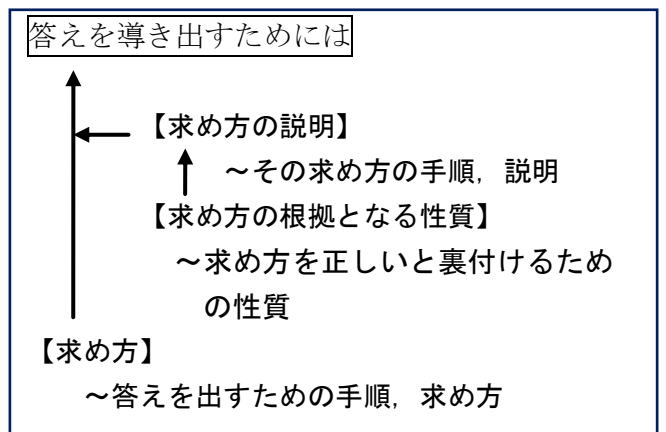 答えを導き出すためには
【求め方の説明】
~その求め方の手順，説明
【求め方の根拠となる性質】
~求め方を正しいと裏付けるため
の性質
【求め方】
~答えを出すための手順，求め方